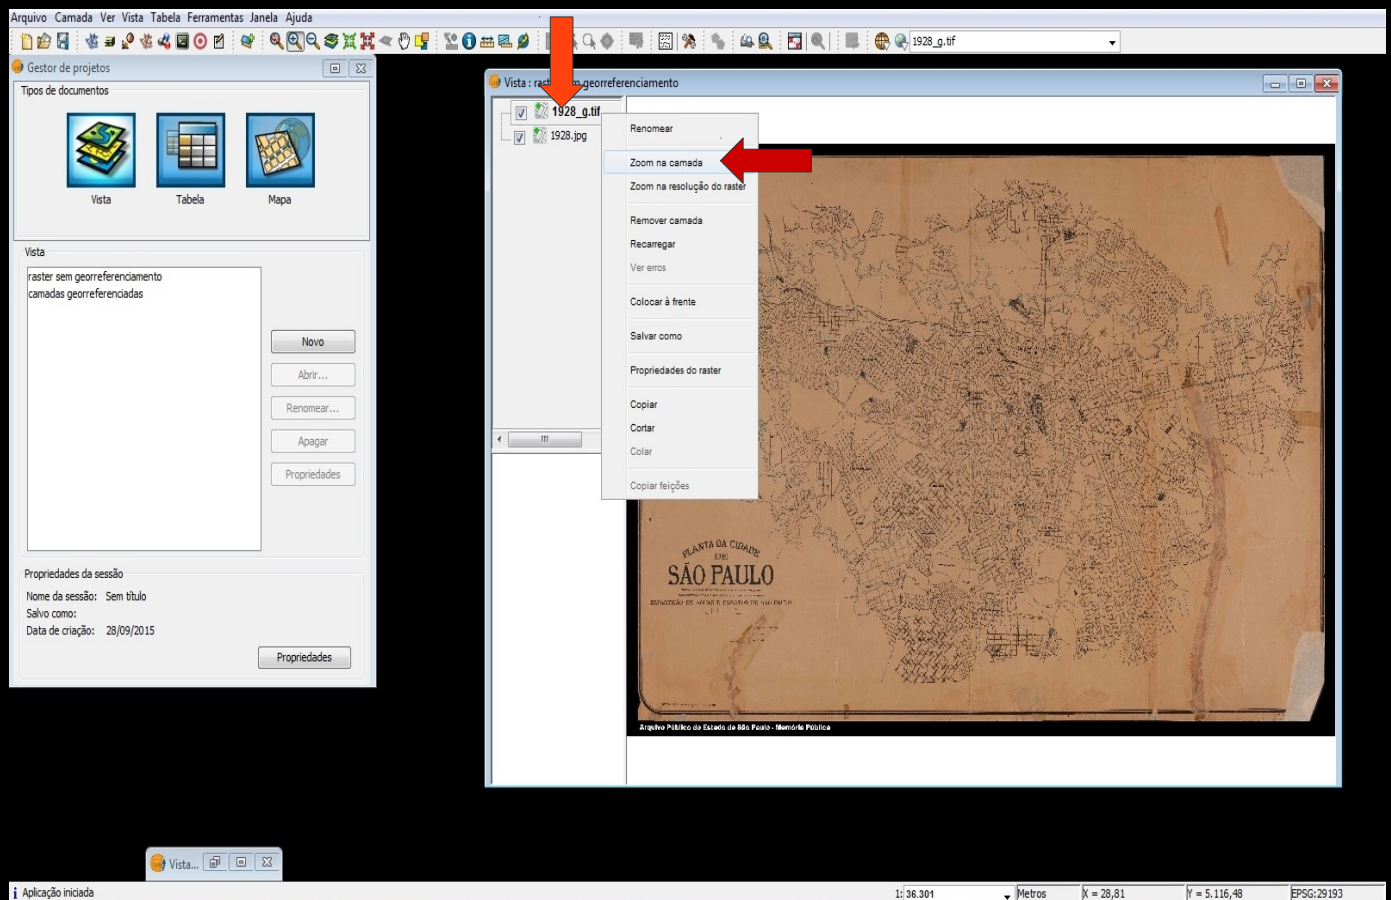 Arquivo Camada Ver Vista Tabela Ferramentas Janela Ajuda
1928_g.tif
Gestor de projetos
Tipos de documentos
Vista Tabela Mapa
Vista
raster sem georreferenciamento
camadas georreferenciadas
Novo
Abrir...
Renomear...
Apagar
Propriedades
Propriedades da sessão
Nome da sessão: Sem título
Salvo como:
Data de criação: 28/09/2015
Propriedades
Vista : georreferenciamento
1928_g.tif
1928.jpg
Renomear
Zoom na camada
Zoom na resolução do raster
Remover camada
Recarregar
Ver erros
Colocar à frente
Salvar como
Propriedades do raster
Copiar
Cortar
Colar
Copiar feições
PLANTA DA CIDADE
DE
SÃO PAULO
Arquivo Público do Estado de São Paulo - Memória Pública
Vista...
Aplicação iniciada
1: 36.301 Metros X = 28,81 Y = 5.116,48 EPSG:29193